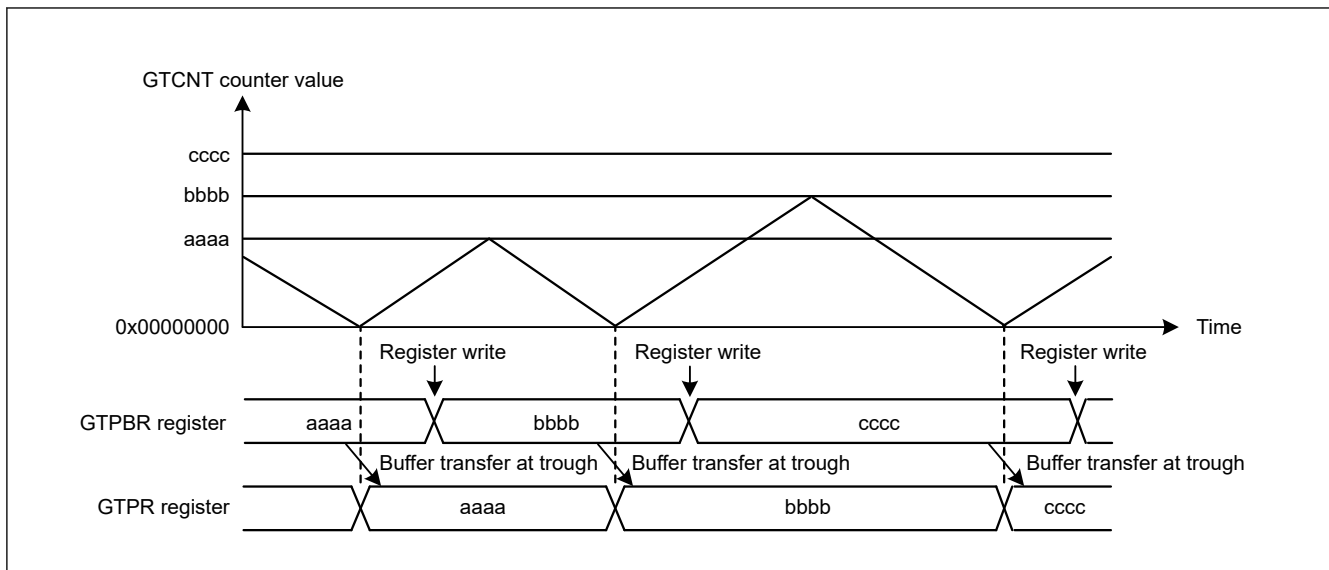 GTCNT counter value
cccc
bbbb
aaaa
0x00000000
Time
Register write Register write Register write
GTPBR register aaaa bbbb cccc
Buffer transfer at trough Buffer transfer at trough Buffer transfer at trough
GTPR register aaaa bbbb cccc